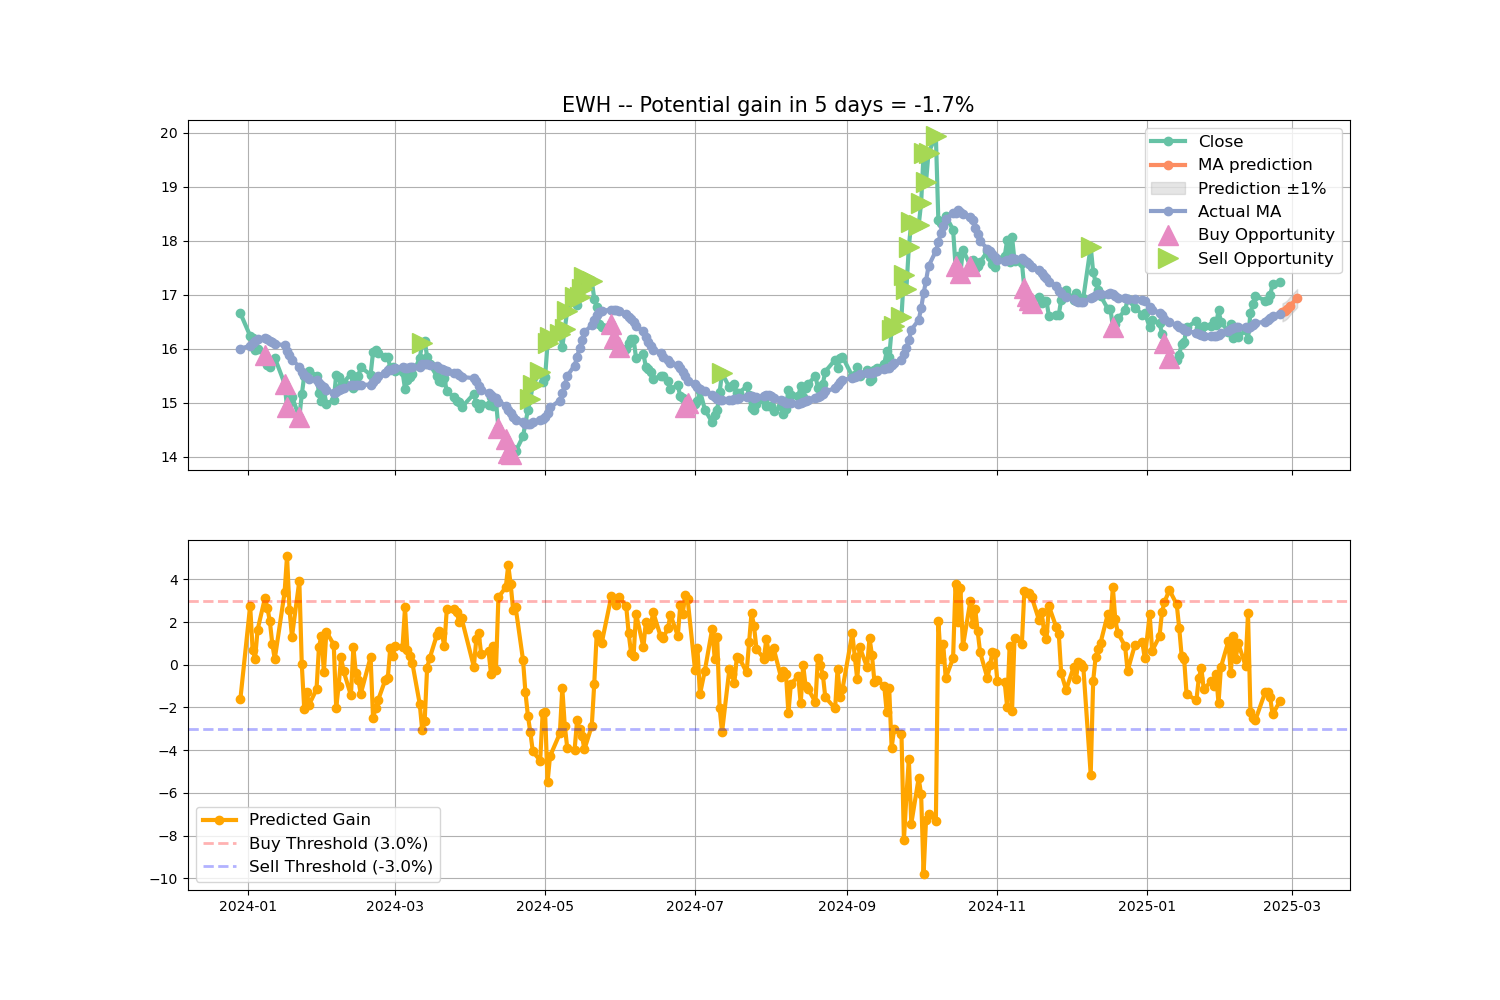 EWH -- Potential gain in 5 days = -1.7%
20
19
18
17
16
15
14
Close
MA prediction
Prediction ±1%
Actual MA
Buy Opportunity
Sell Opportunity
4
2
0
−2
−4
−6
−8
−10
Predicted Gain
Buy Threshold (3.0%)
Sell Threshold (-3.0%)
2024-01 2024-03 2024-05 2024-07 2024-09 2024-11 2025-01 2025-03